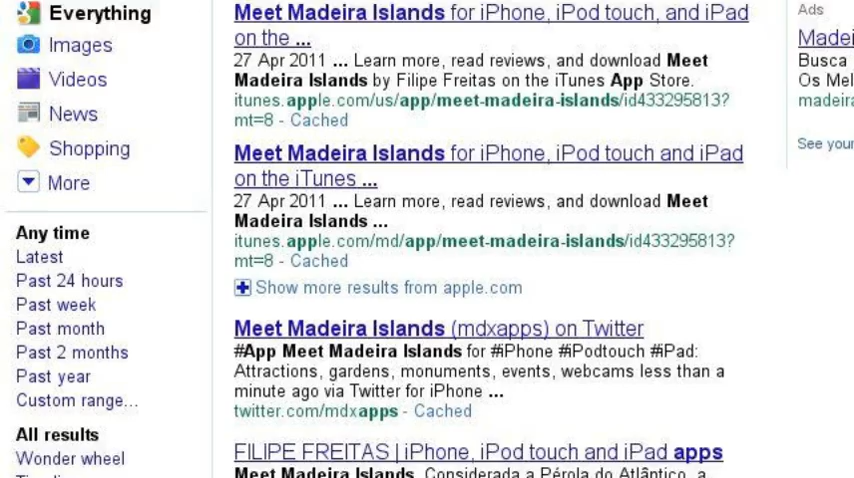 Everything
Images
Videos
News
Shopping
More
Any time
Latest
Past 24 hours
Past week
Past month
Past 2 months
Past year
Custom range...
All results
Wonder wheel
Meet Madeira Islands for iPhone, iPod touch, and iPad
on the ...
27 Apr 2011 ... Learn more, read reviews, and download Meet
Madeira Islands by Filipe Freitas on the iTunes App Store.
itunes.apple.com/us/app/meet-madeira-islands/id433295813?
mt=8 - Cached
Meet Madeira Islands for iPhone, iPod touch and iPad
on the iTunes ...
27 Apr 2011 ... Learn more, read reviews, and download Meet
Madeira Islands ...
itunes.apple.com/md/app/meet-madeira-islands/id433295813?
mt=8 - Cached
Show more results from apple.com
Meet Madeira Islands (mdxapps) on Twitter
#App Meet Madeira Islands for #iPhone #iPodtouch #iPad:
Attractions, gardens, monuments, events, webcams less than a
minute ago via Twitter for iPhone ...
twitter.com/mdxapps - Cached
FILIPE FREITAS | iPhone, iPod touch and iPad apps
Meet Madeira Islands. Considerada a Pérola do Atlântico, a
Ads
Madei
Busca
Os Mel
madeira
See your